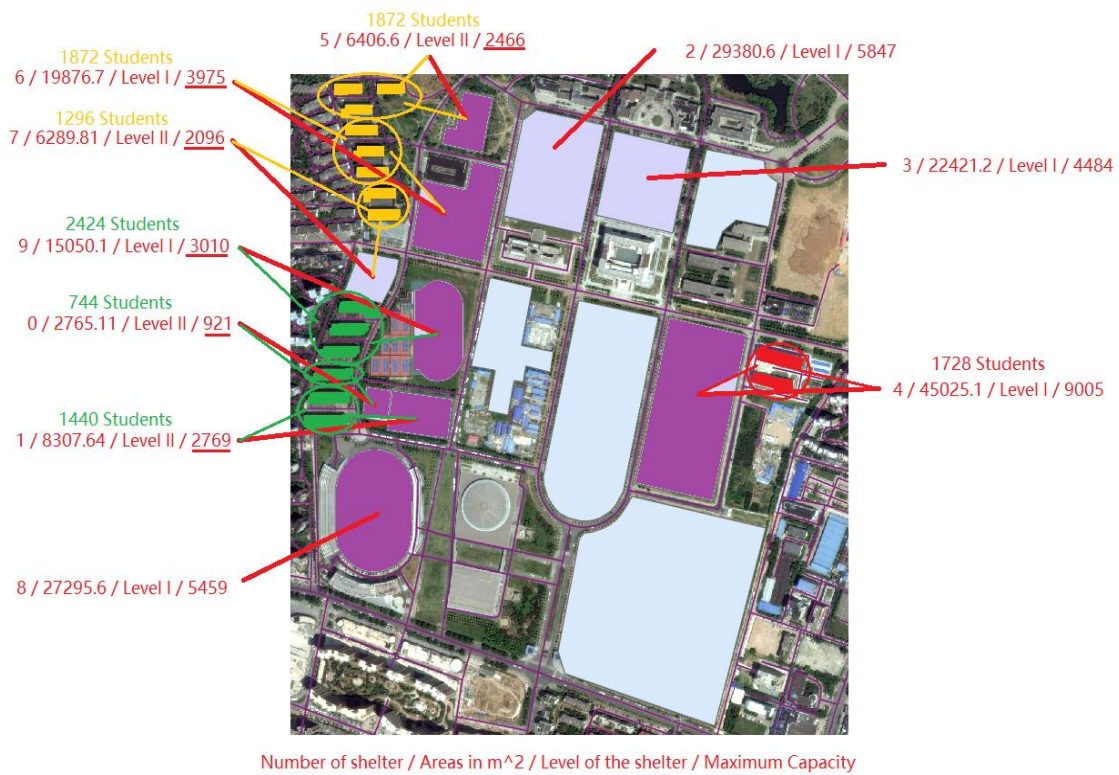 1872 Students
5 / 6406.6 / Level II / 2466
1872 Students
6 / 19876.7 / Level I / 3975
2 / 29380.6 / Level I / 5847
1296 Students
7 / 6289.81 / Level II / 2096
3 / 22421.2 / Level I / 4484
2424 Students
9 / 15050.1 / Level I / 3010
744 Students
0 / 2765.11 / Level II / 921
1728 Students
4 / 45025.1 / Level I / 9005
1440 Students
1 / 8307.64 / Level II / 2769
8 / 27295.6 / Level I / 5459
Number of shelter / Areas in m^2 / Level of the shelter / Maximum Capacity